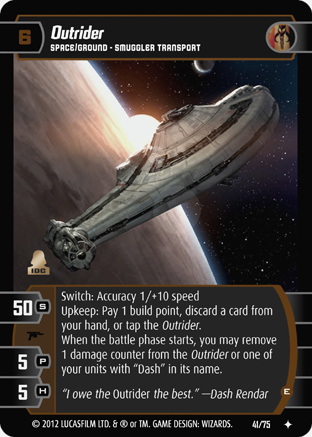 6
Outrider
SPACE/GROUND - SMUGGLER TRANSPORT
IDC
50 S
5 P
5 H
Switch: Accuracy 1/+10 speed
Upkeep: Pay 1 build point, discard a card from
your hand, or tap the Outrider.
When the battle phase starts, you may remove
1 damage counter from the Outrider or one of
your units with “Dash” in its name.
“I owe the Outrider the best.” —Dash Rendar
E
© 2012 LUCASFILM LTD. & ® or TM. GAME DESIGN: WIZARDS.
41/75